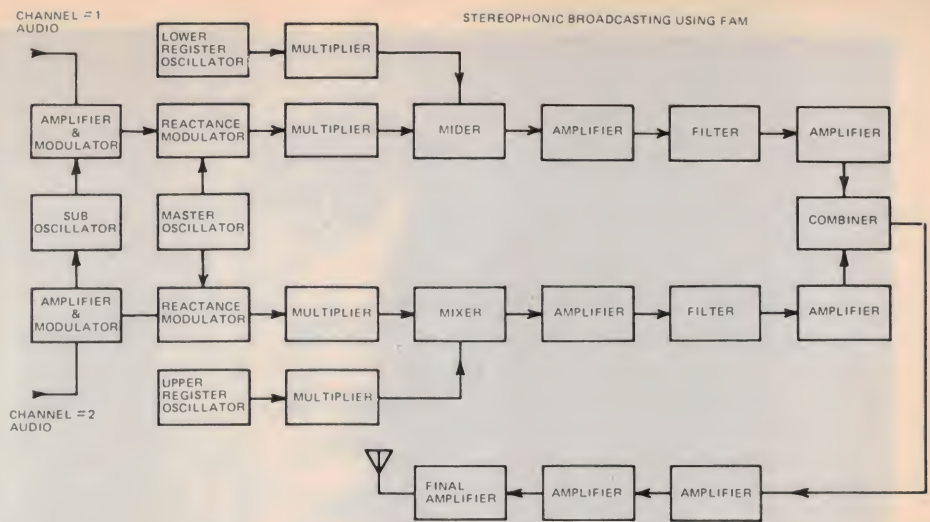 STEREOPHONIC BROADCASTING USING FAM
CHANNEL =1
AUDIO
LOWER
REGISTER
OSCILLATOR
MULTIPLIER
AMPLIFIER
&
MODULATOR
REACTANCE
MODULATOR
MULTIPLIER
MIDER
AMPLIFIER
FILTER
AMPLIFIER
SUB
OSCILLATOR
MASTER
OSCILLATOR
COMBINER
AMPLIFIER
&
MODULATOR
REACTANCE
MODULATOR
MULTIPLIER
MIXER
AMPLIFIER
FILTER
AMPLIFIER
UPPER
REGISTER
OSCILLATOR
MULTIPLIER
CHANNEL =2
AUDIO
FINAL
AMPLIFIER
AMPLIFIER
AMPLIFIER